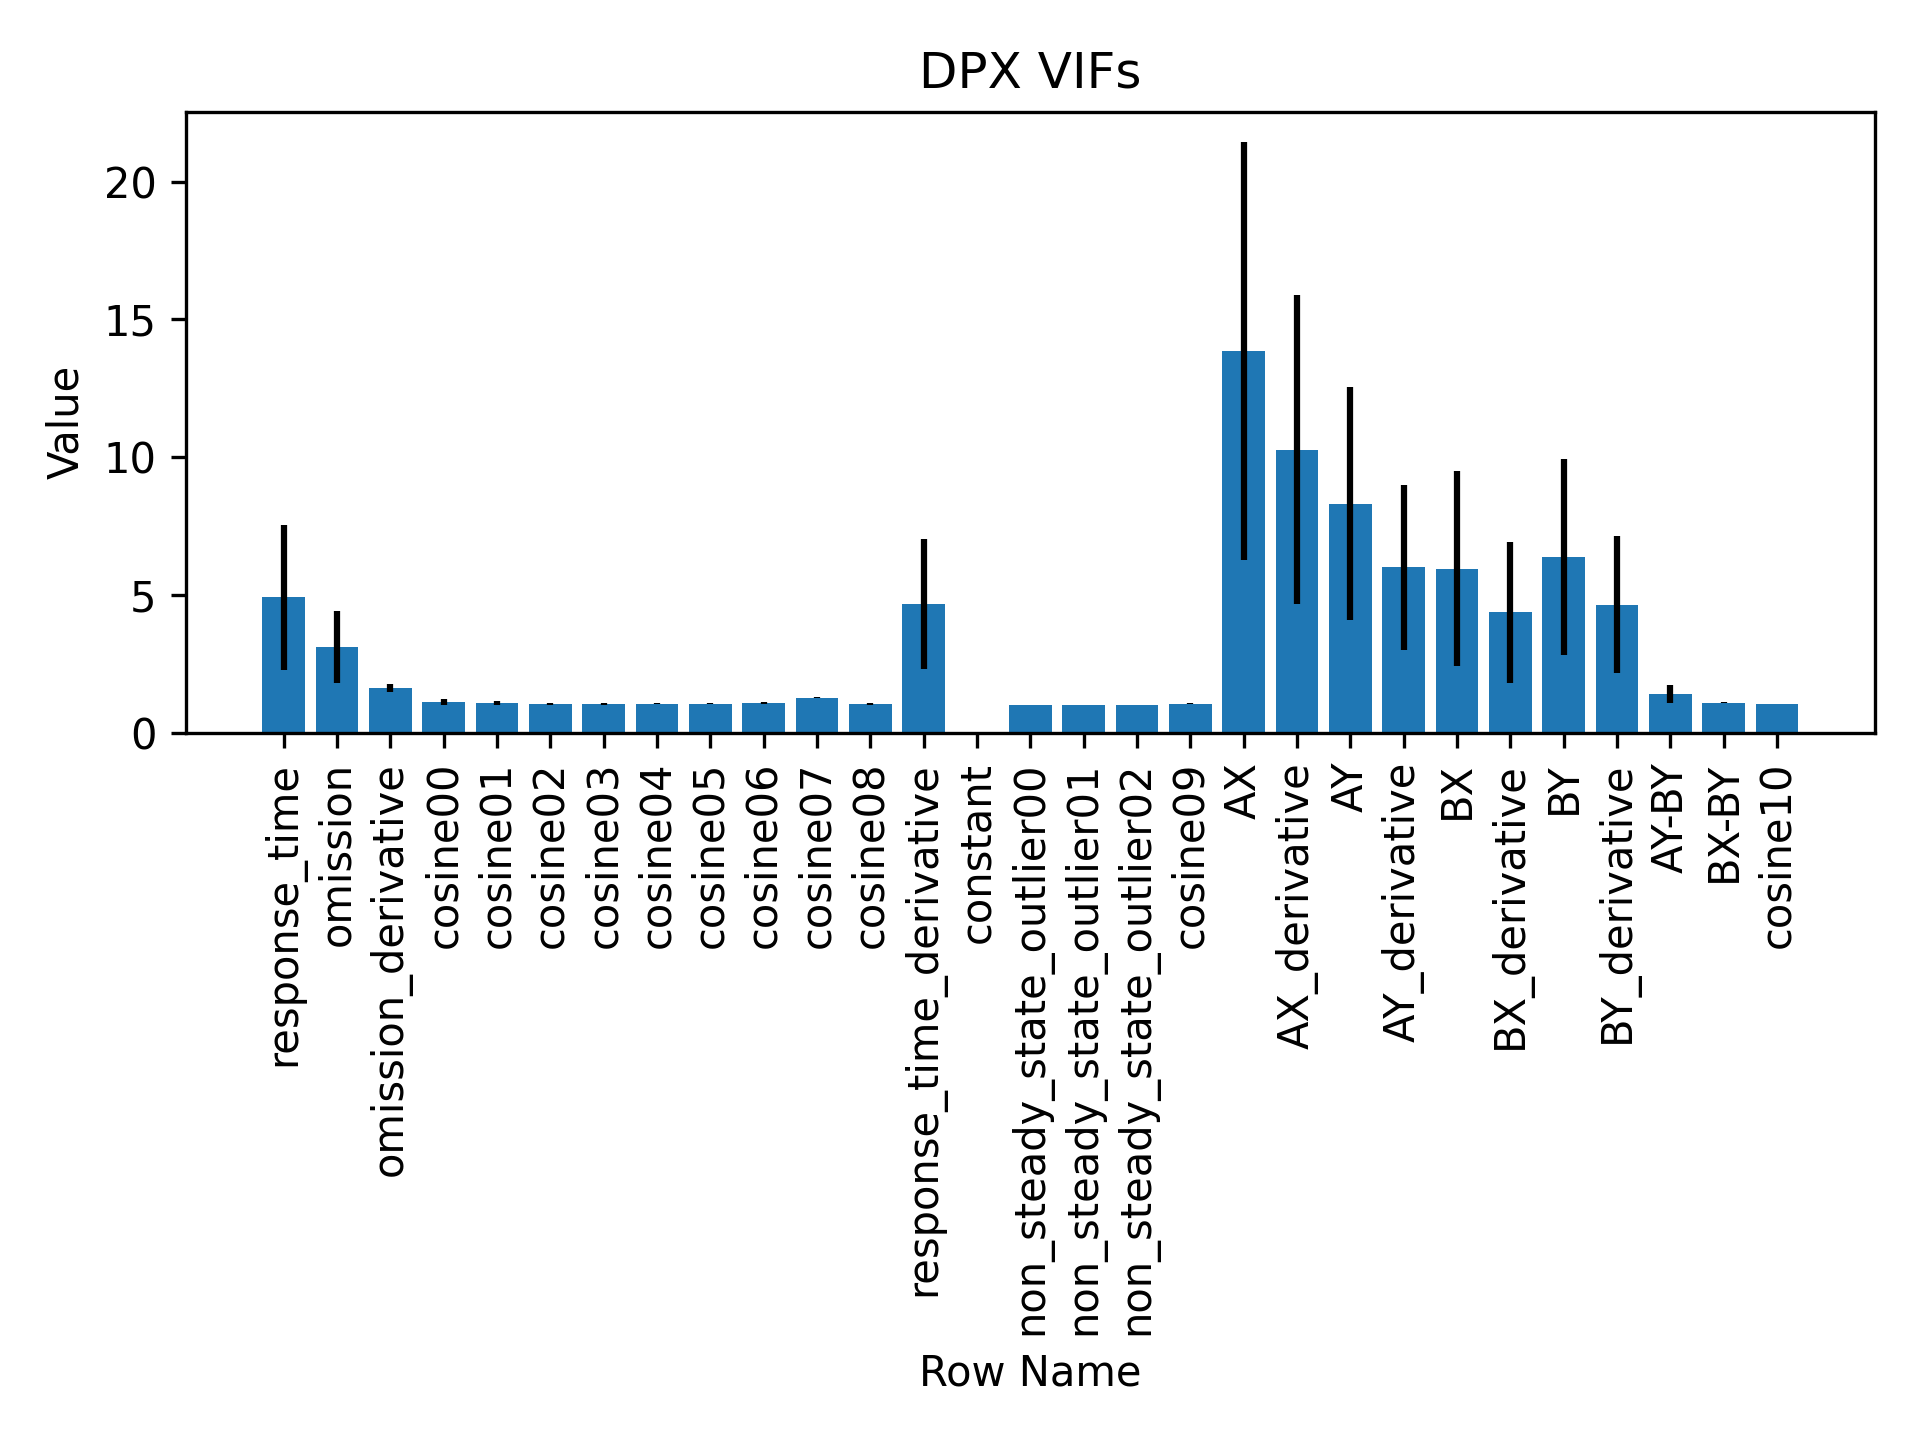 DPX VIFs
Value
20
15
10
5
0
response_time
omission
omission_derivative
cosine00
cosine01
cosine02
cosine03
cosine04
cosine05
cosine06
cosine07
cosine08
response_time_derivative
constant
non_steady_state_outlier00
non_steady_state_outlier01
non_steady_state_outlier02
cosine09
AX
AX_derivative
AY
AY_derivative
BX
BX_derivative
BY
BY_derivative
AY-BY
BX-BY
cosine10
Row Name